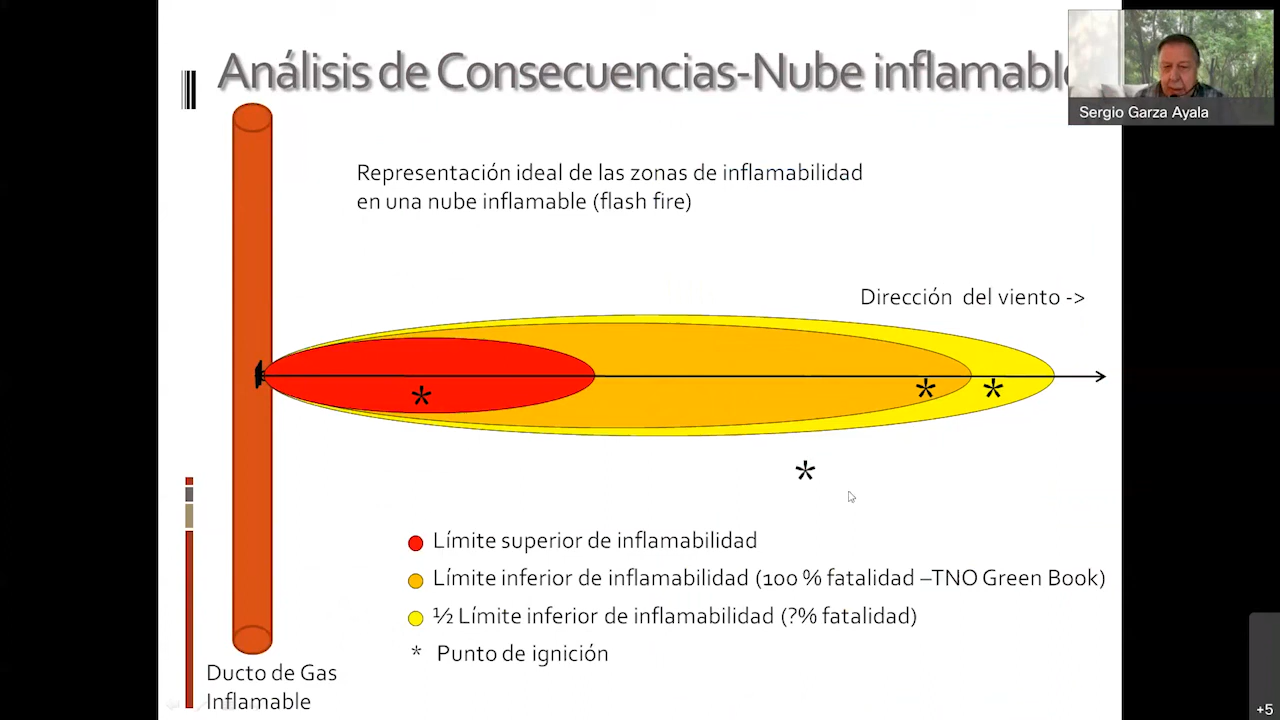 Análisis de Consecuencias-Nube inflamable
Sergio Garza Ayala
Representación ideal de las zonas de inflamabilidad
en una nube inflamable (flash fire)
Dirección del viento ->
*
*
*
*
Límite superior de inflamabilidad
Límite inferior de inflamabilidad (100 % fatalidad –TNO Green Book)
½ Límite inferior de inflamabilidad (?% fatalidad)
* Punto de ignición
Ducto de Gas
Inflamable
+5